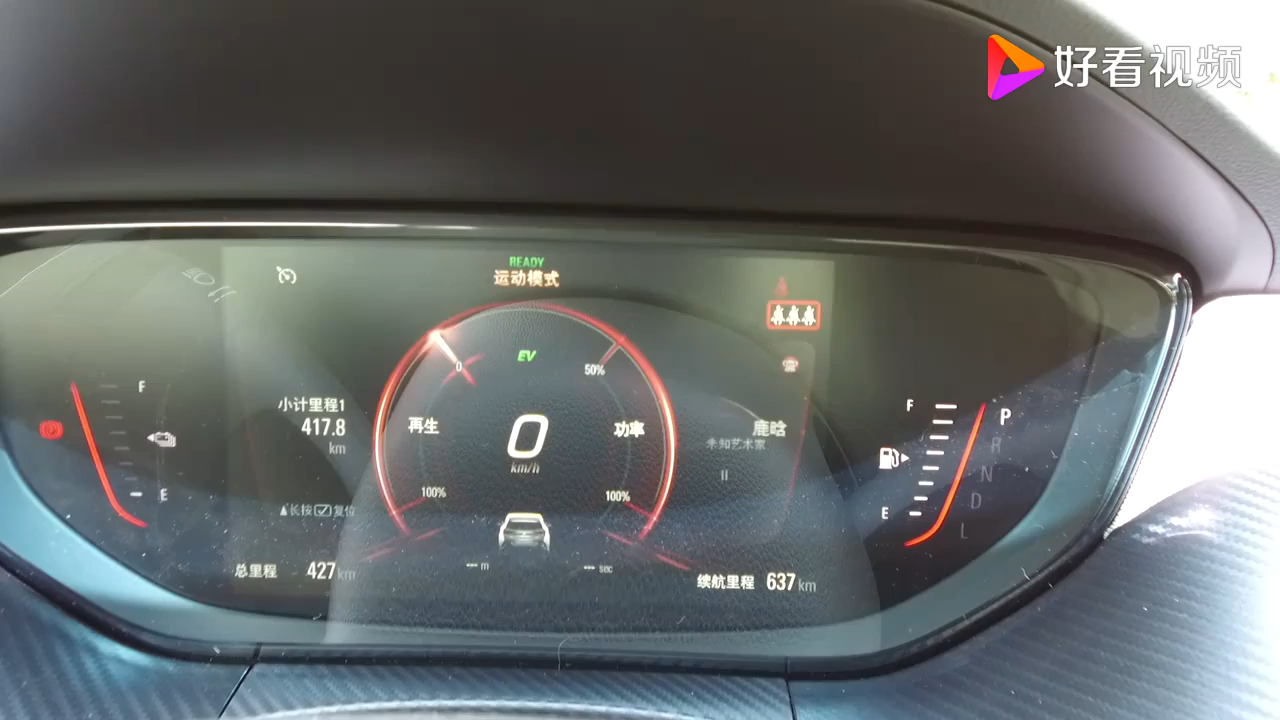 好看视频
READY
运动模式
EV
0
50%
F
小计里程1
417.8
km
再生
0
km/h
功率
鹿晗
未知艺术家
F
P
R
N
D
L
E
100%
100%
E
长按 复位
总里程 427 km
-- m
-- sec
续航里程 637 km